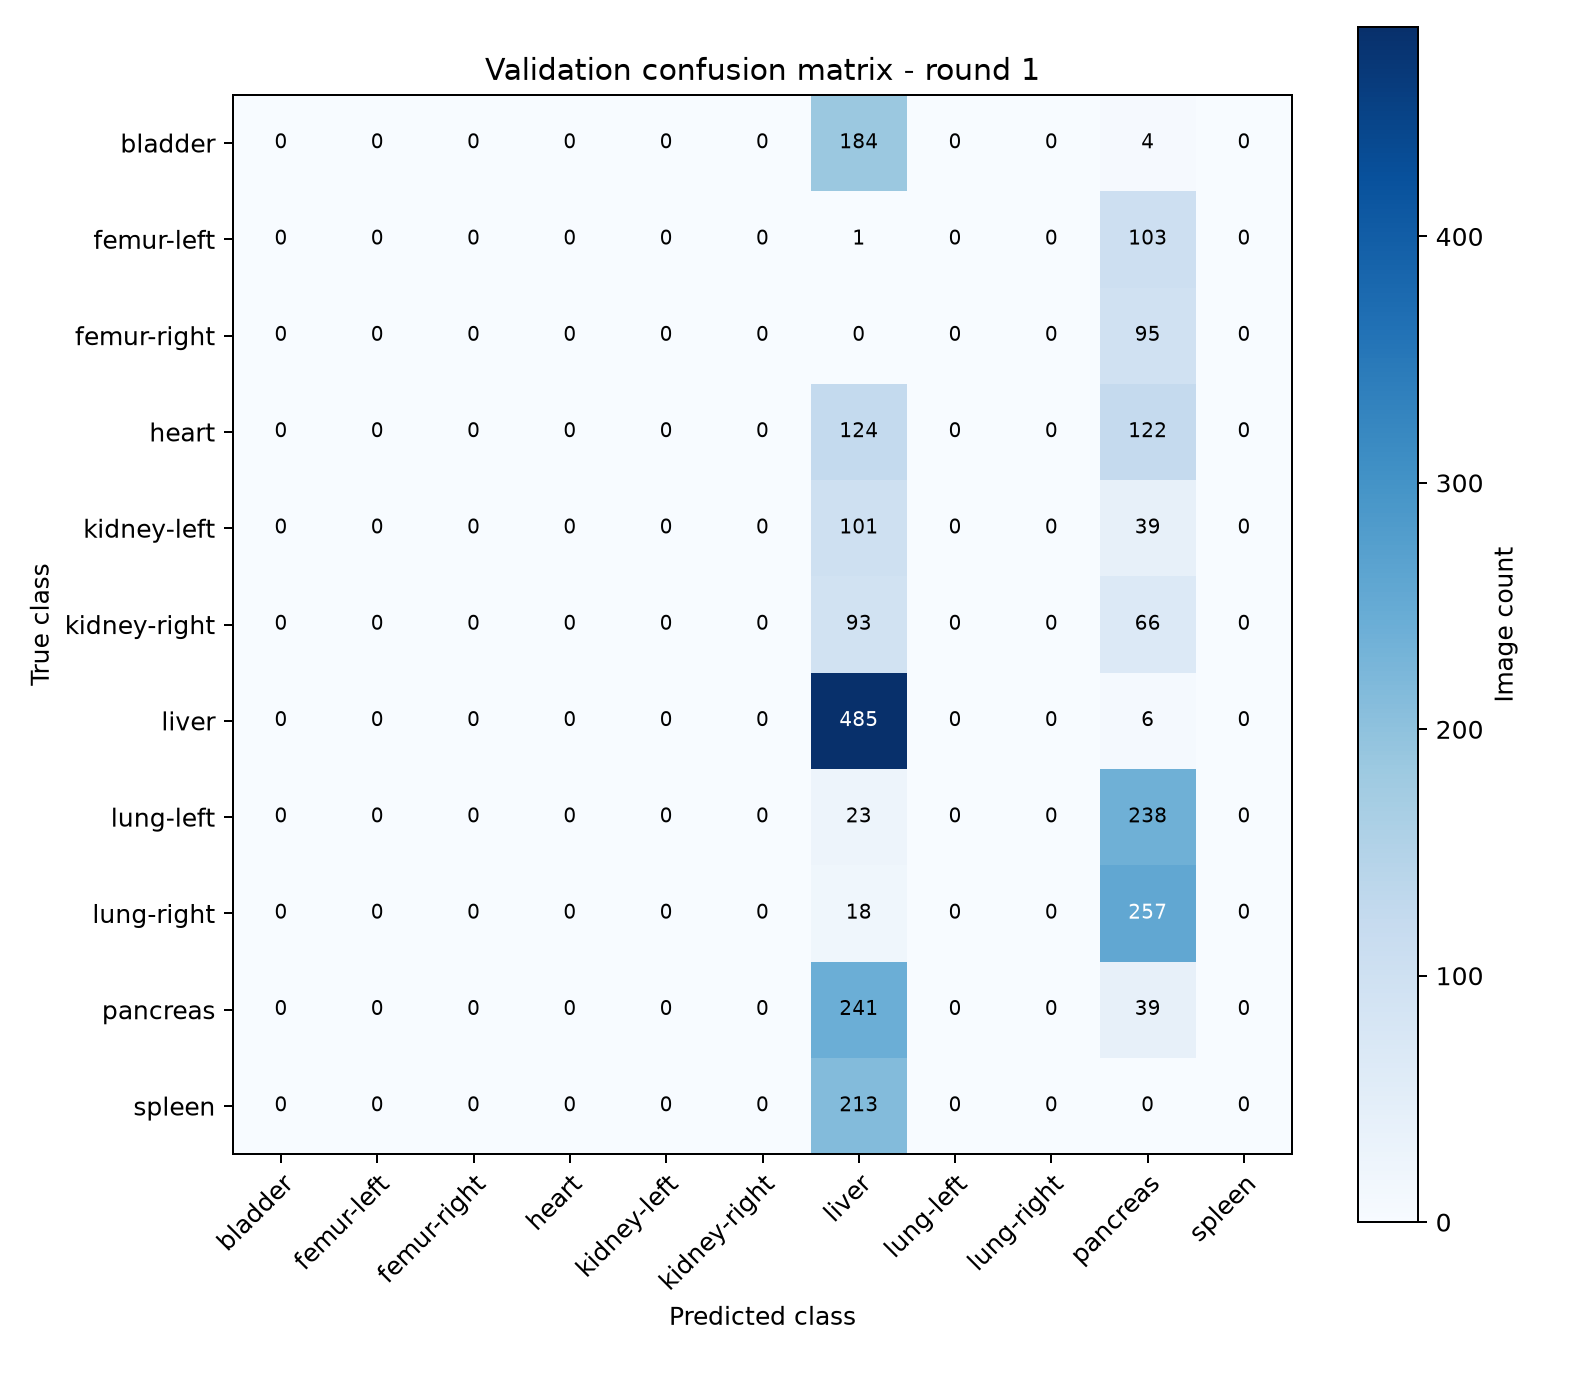 Validation confusion matrix - round 1
bladder 0 0 0 0 0 0 184 0 0 4 0
femur-left 0 0 0 0 0 0 1 0 0 103 0
femur-right 0 0 0 0 0 0 0 0 0 95 0
heart 0 0 0 0 0 0 124 0 0 122 0
kidney-left 0 0 0 0 0 0 101 0 0 39 0
kidney-right 0 0 0 0 0 0 93 0 0 66 0
liver 0 0 0 0 0 0 485 0 0 6 0
lung-left 0 0 0 0 0 0 23 0 0 238 0
lung-right 0 0 0 0 0 0 18 0 0 257 0
pancreas 0 0 0 0 0 0 241 0 0 39 0
spleen 0 0 0 0 0 0 213 0 0 0 0
True class
bladder femur-left femur-right heart kidney-left kidney-right liver lung-left lung-right pancreas spleen
Predicted class
400
300
200
100
0
Image count